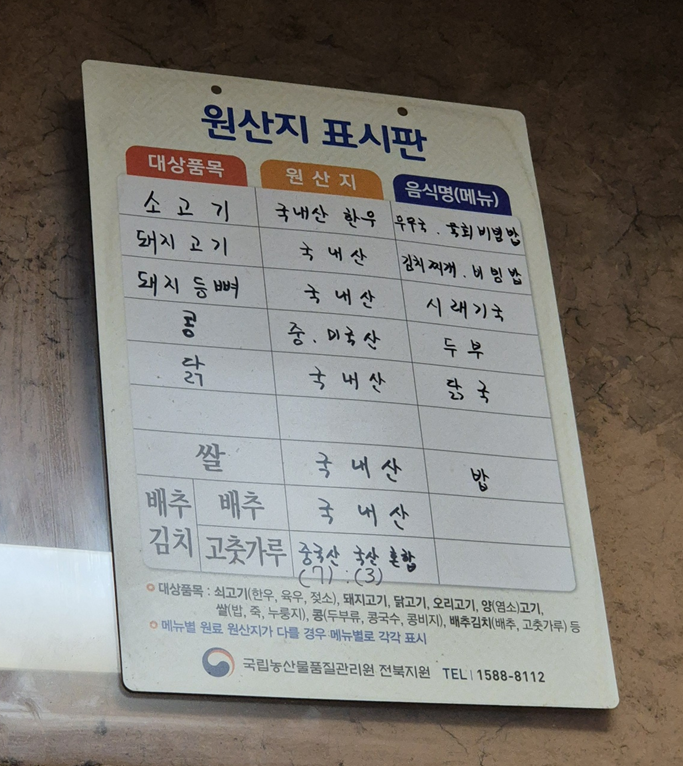 원산지 표시판
대상품목 원산지 음식명(메뉴)
소고기 국내산 한우 우무국. 육회비빔밥
돼지고기 국내산 김치찌개. 비빔밥
돼지등뼈 국내산 시래기국
콩 중. 미국산 두부
닭 국내산 닭국
쌀 국내산 밥
배추김치 배추 국내산
고춧가루 중국산 국산 혼합
(7) : (3)
대상품목 : 쇠고기(한우, 육우, 젖소), 돼지고기, 닭고기, 오리고기, 양(염소)고기,
쌀(밥, 죽, 누룽지), 콩(두부류, 콩국수, 콩비지), 배추김치(배추, 고춧가루) 등
메뉴별 원료 원산지가 다를 경우 메뉴별로 각각 표시
국립농산물품질관리원 전북지원 TEL 1588-8112